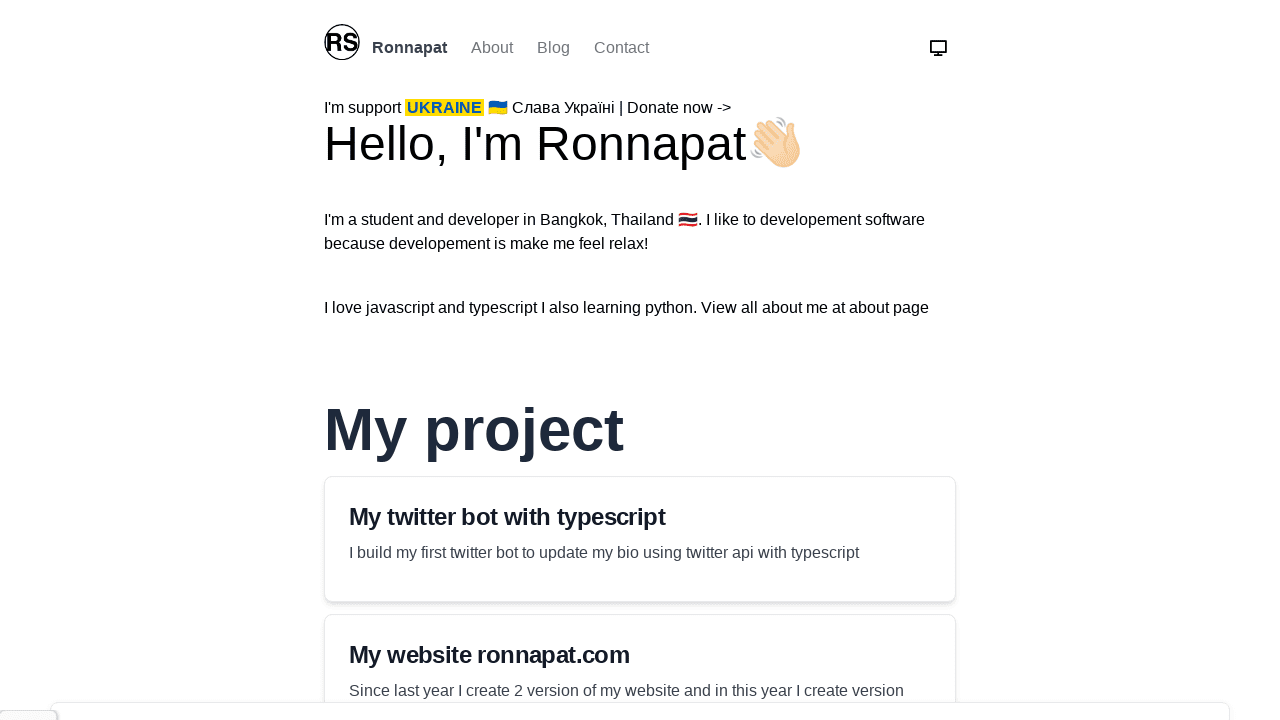 RS Ronnapat About Blog Contact
I'm support UKRAINE 🇺🇦 Слава Україні | Donate now ->
Hello, I'm Ronnapat👋🏻
I'm a student and developer in Bangkok, Thailand 🇹🇭. I like to developement software
because developement is make me feel relax!
I love javascript and typescript I also learning python. View all about me at about page
My project
My twitter bot with typescript
I build my first twitter bot to update my bio using twitter api with typescript
My website ronnapat.com
Since last year I create 2 version of my website and in this year I create version